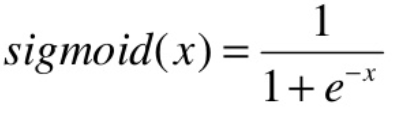 sigmoid(x) = 1 / (1 + e^{-x})